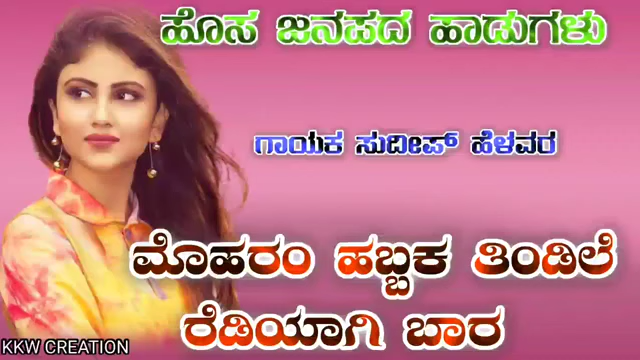 ಹೊಸ ಜನಪದ ಹಾಡುಗಳು
ಗಾಯಕ ಸುದೀಪ್ ಹೆಳವರ
ಮೊಹರಂ ಹಬ್ಬಕ ತಿಂಡಿಲೆ
ರೆಡಿಯಾಗಿ ಬಾರ
KKW CREATION